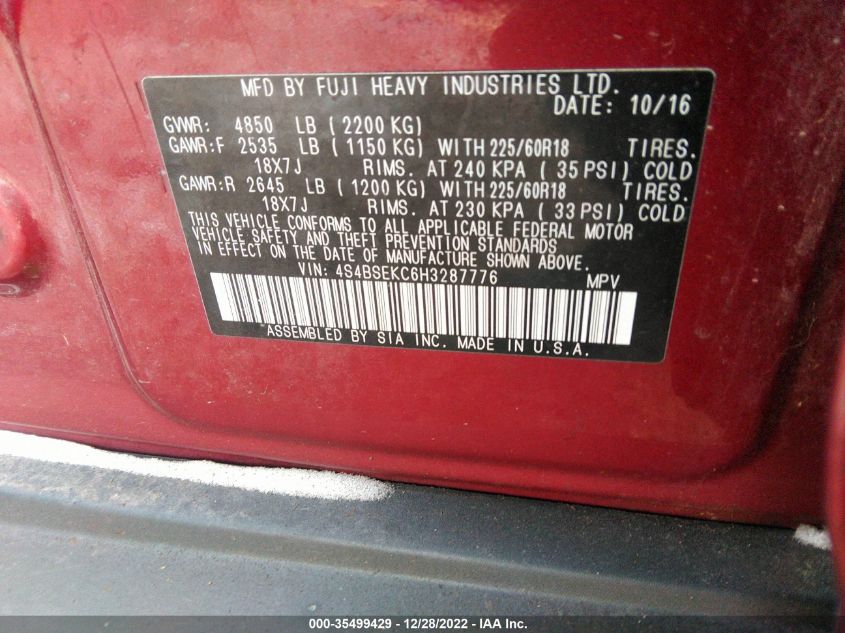 MFD BY FUJI HEAVY INDUSTRIES LTD.
DATE: 10/16
GVWR: 4850 LB ( 2200 KG)
GAWR:F 2535 LB ( 1150 KG) WITH 225/60R18 TIRES.
18X7J RIMS. AT 240 KPA ( 35 PSI) COLD
GAWR:R 2645 LB ( 1200 KG) WITH 225/60R18 TIRES.
18X7J RIMS. AT 230 KPA ( 33 PSI) COLD
THIS VEHICLE CONFORMS TO ALL APPLICABLE FEDERAL MOTOR
VEHICLE SAFETY AND THEFT PREVENTION STANDARDS
IN EFFECT ON THE DATE OF MANUFACTURE SHOWN ABOVE.
VIN: 4S4BSEKC6H3287776 MPV
ASSEMBLED BY SIA INC. MADE IN U.S.A.
000-35499429 - 12/28/2022 - IAA Inc.